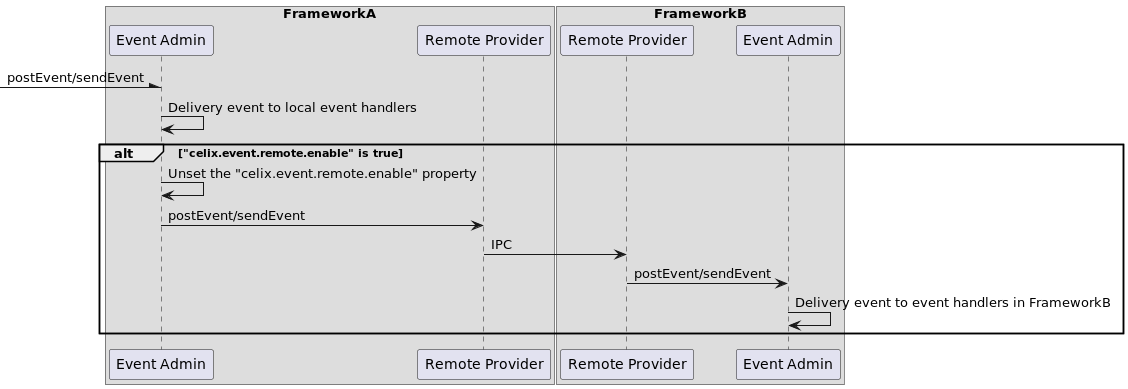 FrameworkA
FrameworkB
Event Admin
Remote Provider
Remote Provider
Event Admin
postEvent/sendEvent
Delivery event to local event handlers
alt
["celix.event.remote.enable" is true]
Unset the "celix.event.remote.enable" property
postEvent/sendEvent
IPC
postEvent/sendEvent
Delivery event to event handlers in FrameworkB
Event Admin
Remote Provider
Remote Provider
Event Admin